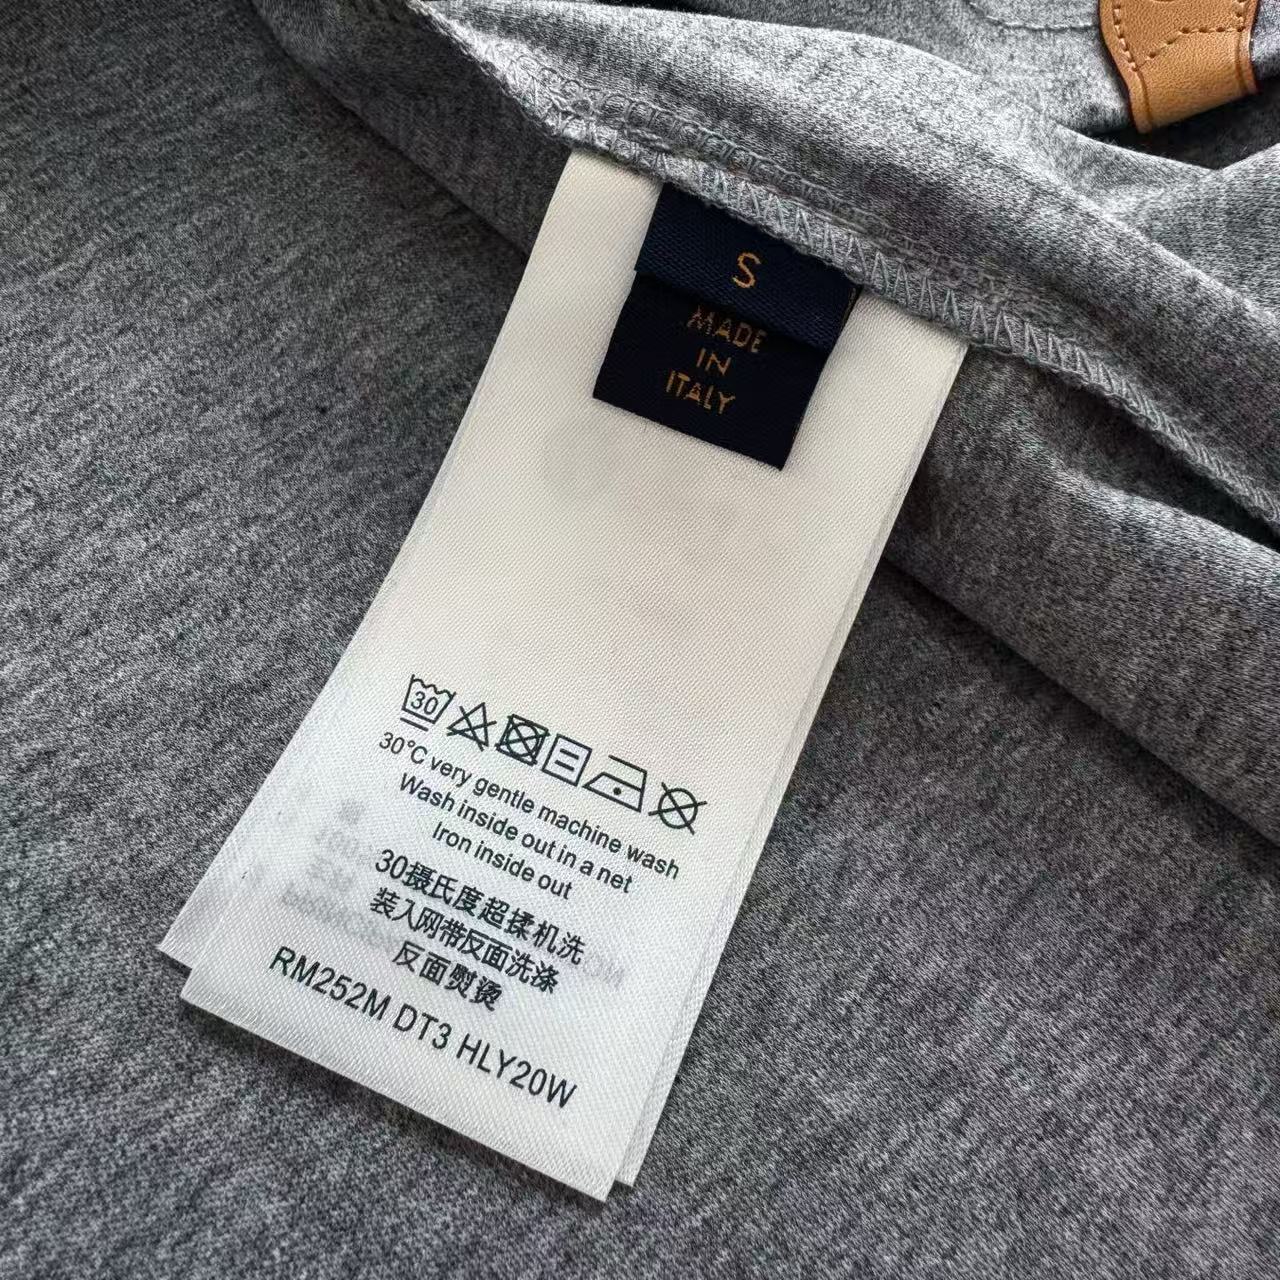 S
MADE
IN
ITALY
30
30°C very gentle machine wash
Wash inside out in a net
Iron inside out
30摄氏度超揉机洗
装入网带反面洗涤
反面熨烫
RM252M DT3 HLY20W